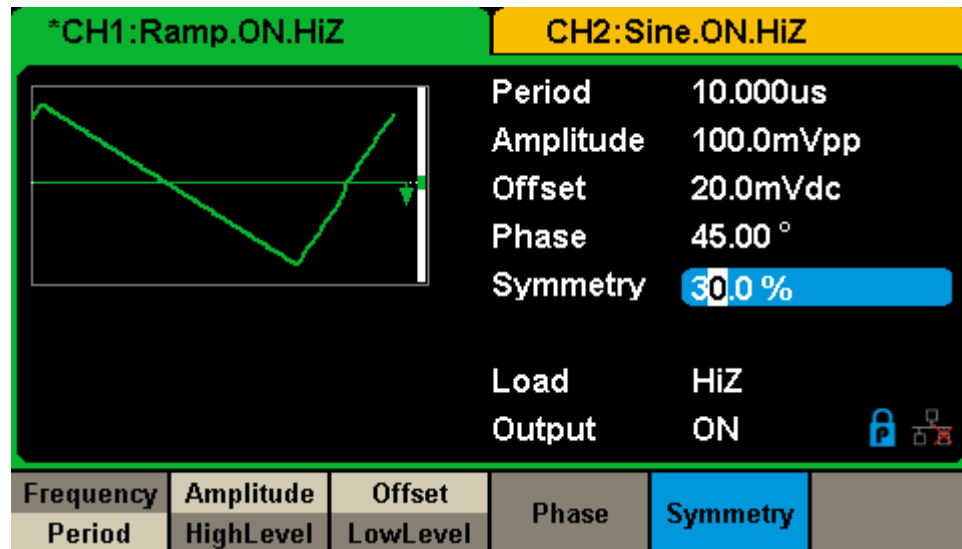 *CH1:Ramp.ON.HiZ CH2:Sine.ON.HiZ
Period 10.000us
Amplitude 100.0mVpp
Offset 20.0mVdc
Phase 45.00 °
Symmetry 30.0 %
Load HiZ
Output ON P
Frequency Amplitude Offset Phase Symmetry
Period HighLevel LowLevel